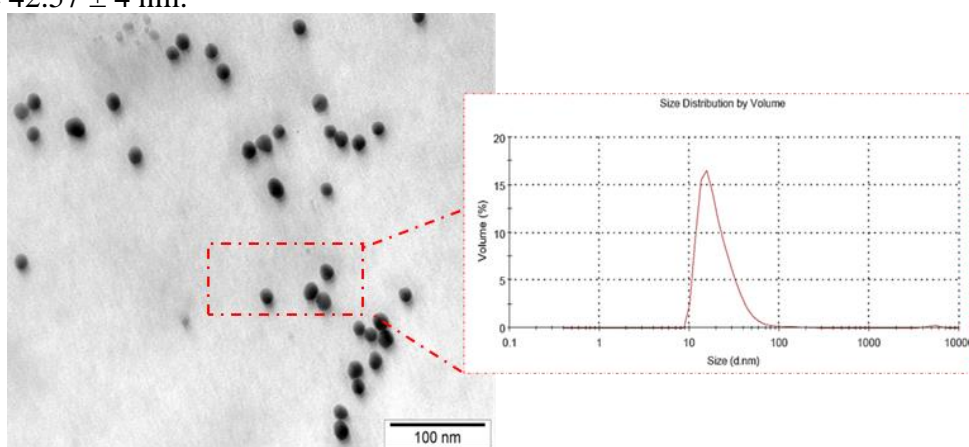 42.57 ± 4 nm.
Size Distribution by Volume
20
15
10
5
0
Volume (%)
0.1 1 10 100 1000 10000
Size (d.nm)
100 nm